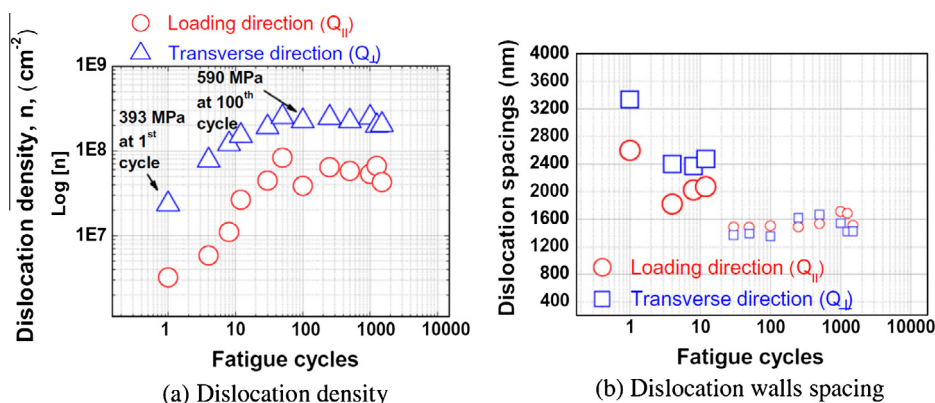 Loading direction (Q||)
Transverse direction (Q⊥)
Dislocation density, n, (cm-2)
Log [n]
1E9
1E8
1E7
393 MPa
at 1st
cycle
590 MPa
at 100th
cycle
1 10 100 1000 10000
Fatigue cycles
(a) Dislocation density
Dislocation spacings (nm)
4000
3600
3200
2800
2400
2000
1600
1200
800
400
Loading direction (Q||)
Transverse direction (Q⊥)
1 10 100 1000 10000
Fatigue cycles
(b) Dislocation walls spacing